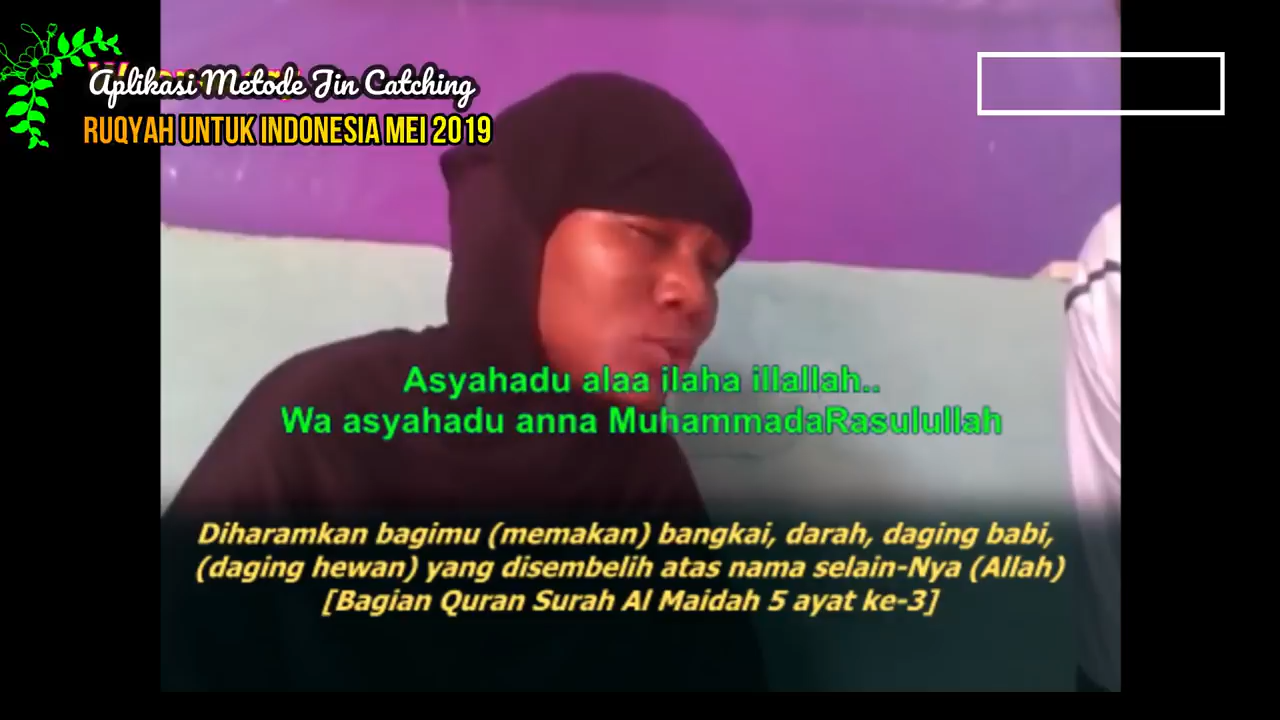 Aplikasi Metode Jin Catching
RUQYAH UNTUK INDONESIA MEI 2019
Asyahadu alaa ilaha illallah..
Wa asyahadu anna MuhammadaRasulullah
Diharamkan bagimu (memakan) bangkai, darah, daging babi,
(daging hewan) yang disembelih atas nama selain-Nya (Allah)
[Bagian Quran Surah Al Maidah 5 ayat ke-3]